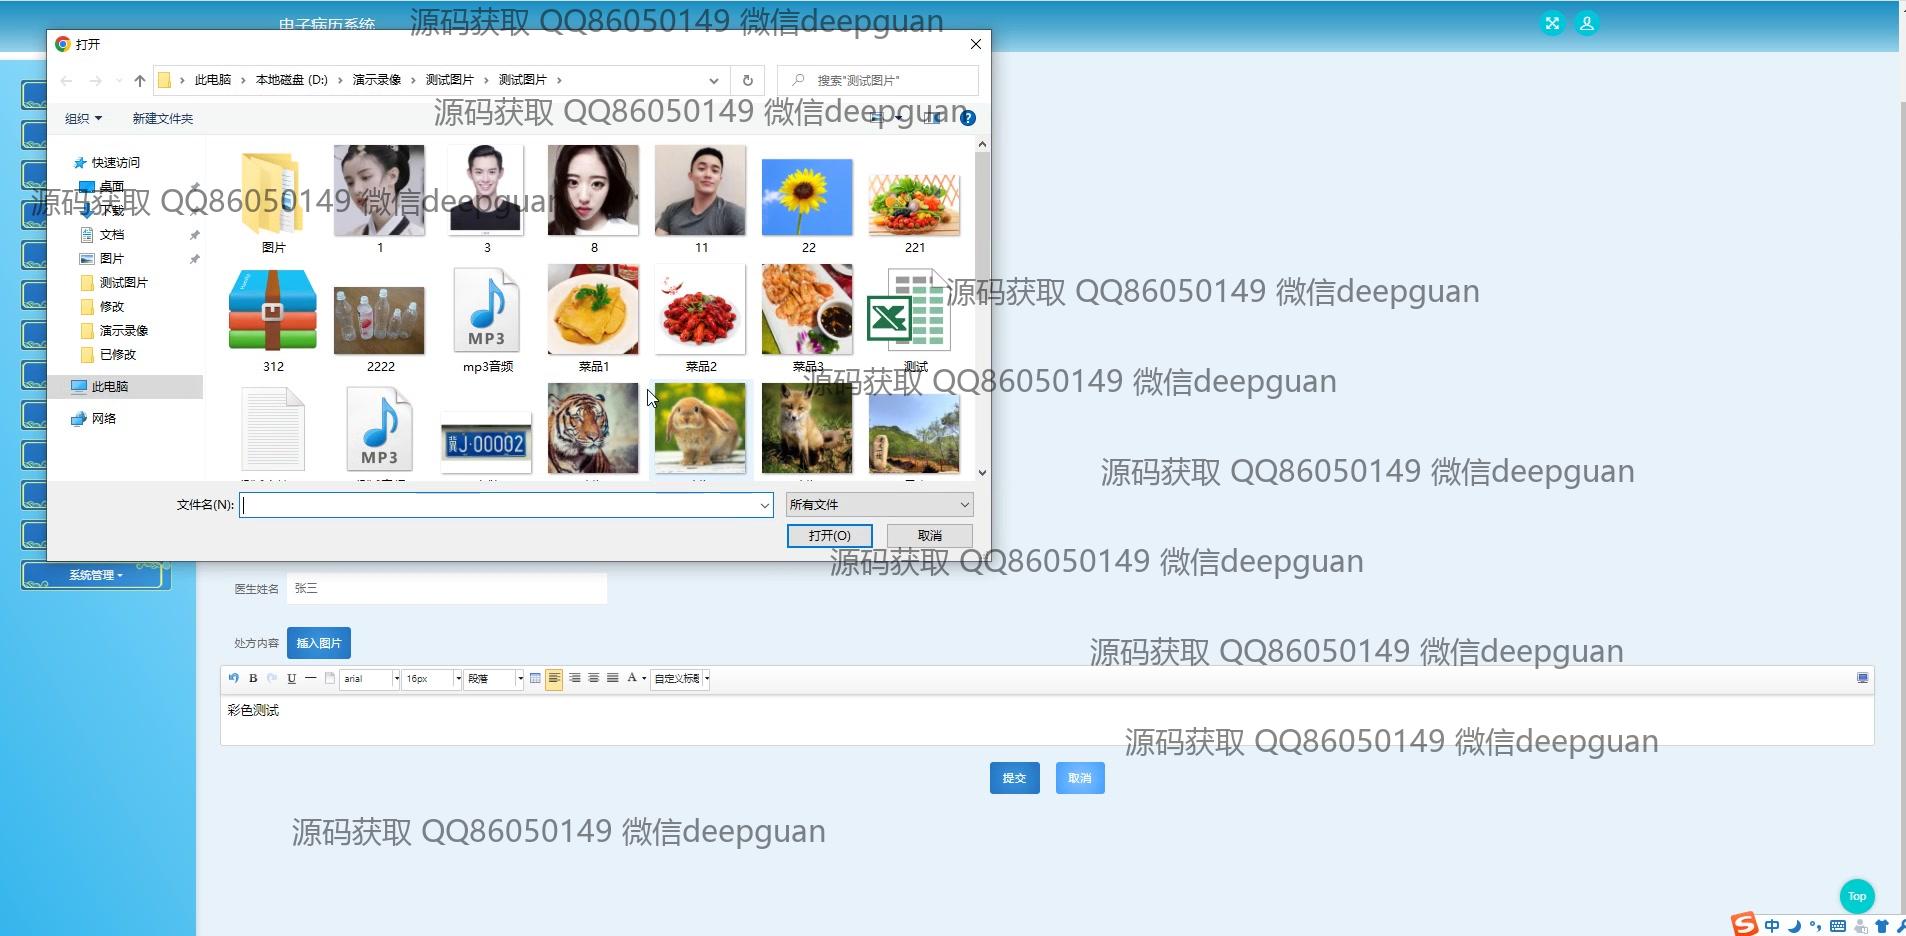 电子病历系统
源码获取 QQ86050149 微信deepguan
打开
此电脑 › 本地磁盘 (D:) › 演示录像 › 测试图片 › 测试图片 ›
搜索"测试图片"
源码获取 QQ86050149 微信deepguan
组织 新建文件夹
快速访问
桌面
源码获取 QQ86050149 微信deepguan
下载
文档
图片
测试图片
修改
演示录像
已修改
此电脑
网络
图片 1 3 8 11 22 221
HaoZip
源码获取 QQ86050149 微信deepguan
MP3
312 2222 mp3音频 菜品1 菜品2 菜品3 测试
源码获取 QQ86050149 微信deepguan
MP3
冀J·00002
源码获取 QQ86050149 微信deepguan
文件名(N): 所有文件
打开(O) 取消
源码获取 QQ86050149 微信deepguan
系统管理
医生姓名 张三
处方内容 插入图片
源码获取 QQ86050149 微信deepguan
B U arial 16px 段落 A 自定义标题
彩色测试
源码获取 QQ86050149 微信deepguan
提交 取消
源码获取 QQ86050149 微信deepguan
Top
S 中